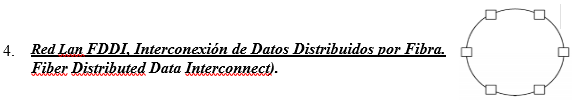 4. Red Lan FDDI, Interconexión de Datos Distribuidos por Fibra.
Fiber Distributed Data Interconnect).